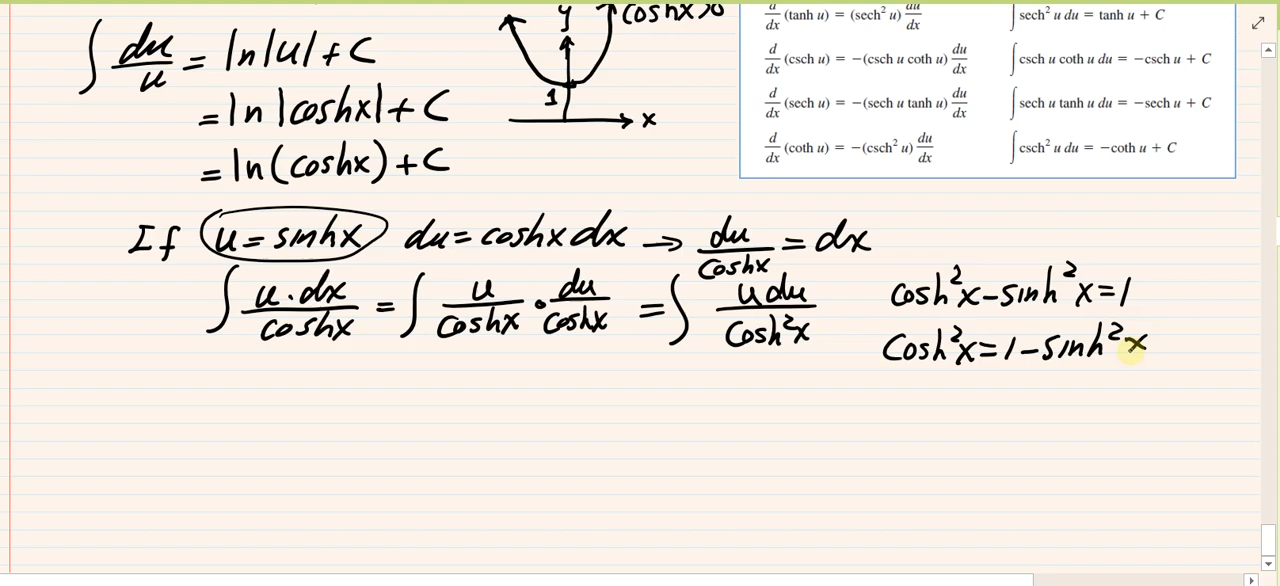 ∫ du/u = ln|u| + C
= ln|coshx| + C
= ln(coshx) + C
y
coshx>0
1
x
d/dx (tanh u) = (sech² u) du/dx
∫ sech² u du = tanh u + C
d/dx (csch u) = −(csch u coth u) du/dx
∫ csch u coth u du = −csch u + C
d/dx (sech u) = −(sech u tanh u) du/dx
∫ sech u tanh u du = −sech u + C
d/dx (coth u) = −(csch² u) du/dx
∫ csch² u du = −coth u + C
If u = sinhx du = coshx dx → du/coshx = dx
∫ u · dx/coshx = ∫ u/coshx · du/coshx = ∫ u du/cosh²x
cosh²x − sinh²x = 1
cosh²x = 1 − sinh²x